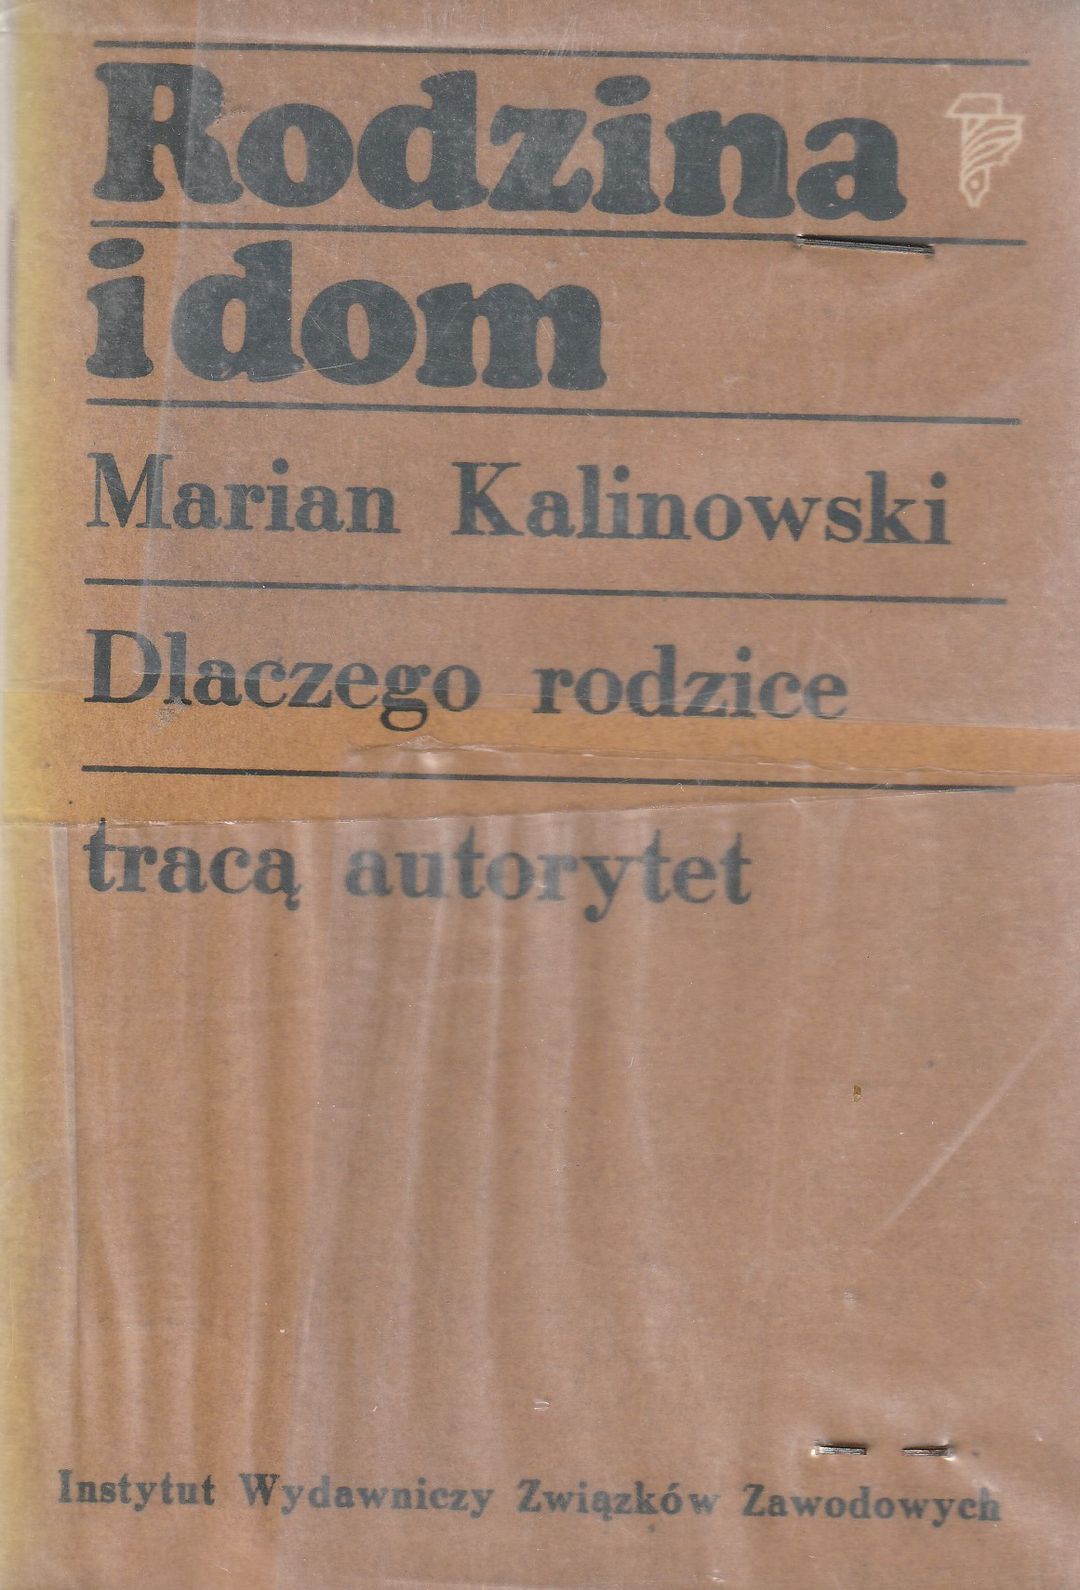 Rodzina
i dom
Marian Kalinowski
Dlaczego rodzice
tracą autorytet
Instytut Wydawniczy Związków Zawodowych